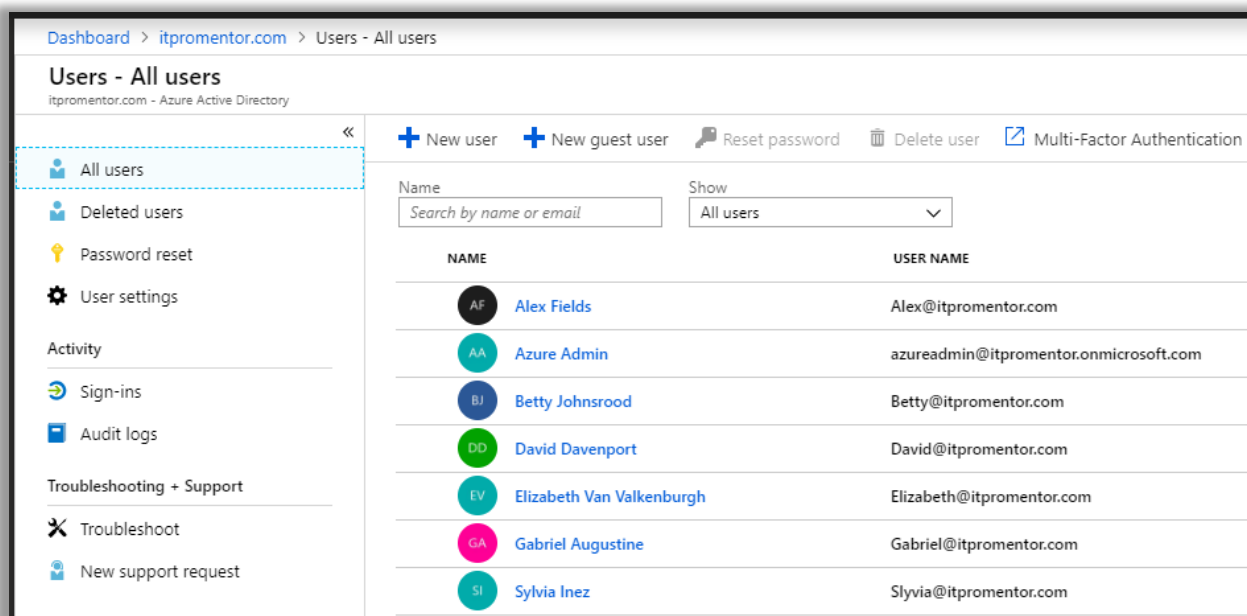 Dashboard > itpromentor.com > Users - All users
Users - All users
itpromentor.com - Azure Active Directory
«
New user New guest user Reset password Delete user Multi-Factor Authentication
All users
Deleted users
Password reset
User settings
Activity
Sign-ins
Audit logs
Troubleshooting + Support
Troubleshoot
New support request
Name Show
Search by name or email All users
NAME USER NAME
AF Alex Fields Alex@itpromentor.com
AA Azure Admin azureadmin@itpromentor.onmicrosoft.com
BJ Betty Johnsrood Betty@itpromentor.com
DD David Davenport David@itpromentor.com
EV Elizabeth Van Valkenburgh Elizabeth@itpromentor.com
GA Gabriel Augustine Gabriel@itpromentor.com
SI Sylvia Inez Slyvia@itpromentor.com